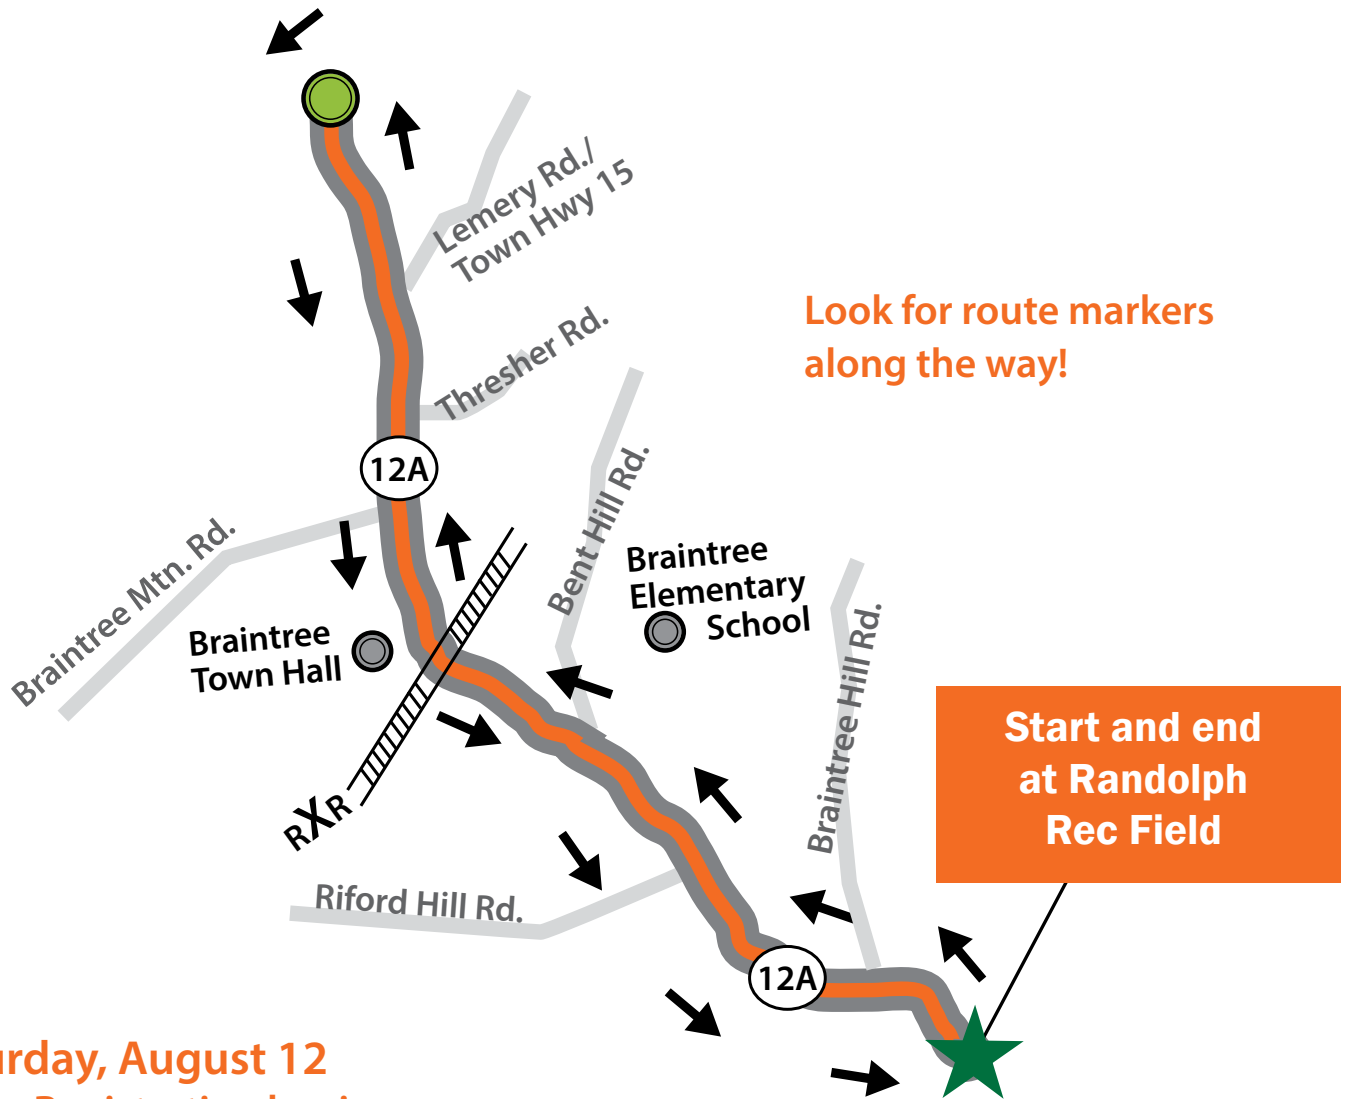 Lemery Rd./
Town Hwy 15
Look for route markers
along the way!
Thresher Rd.
12A
Bent Hill Rd.
Braintree Mtn. Rd.
Braintree
Elementary
School
Braintree
Town Hall
Braintree Hill Rd.
Start and end
at Randolph
Rec Field
RXR
Riford Hill Rd.
12A
urday, August 12